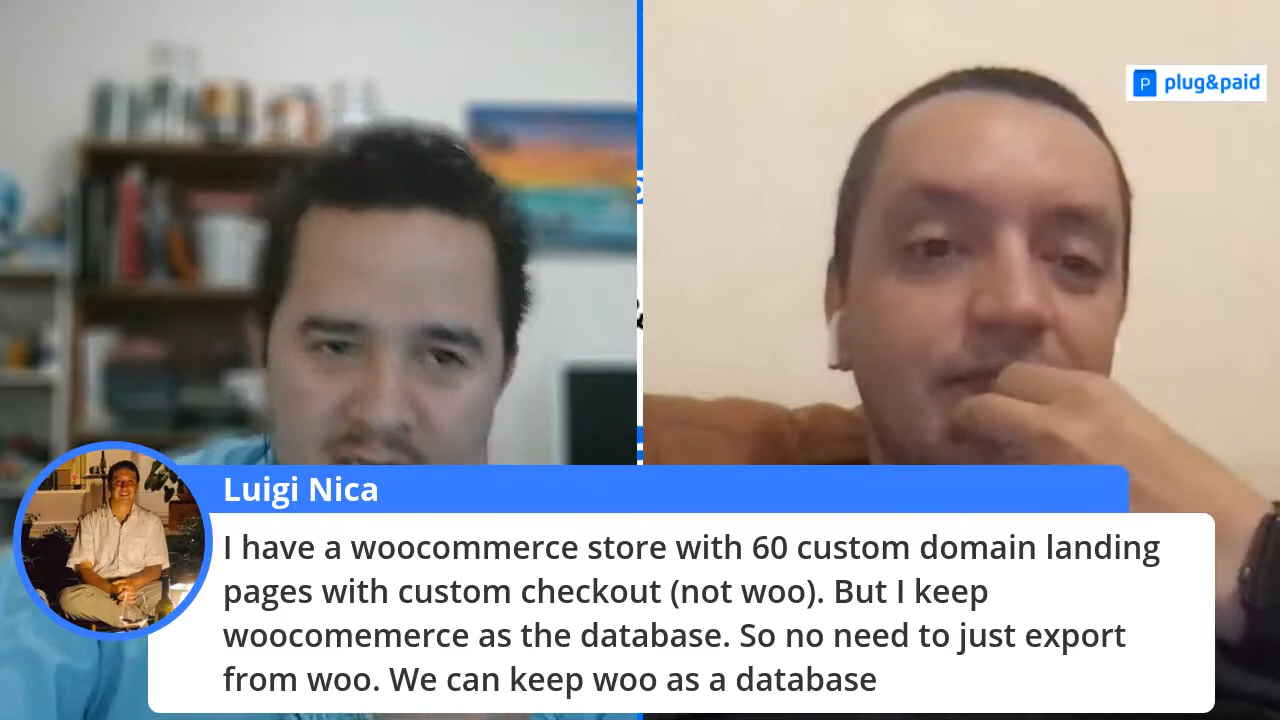 P plug&paid
Luigi Nica
I have a woocommerce store with 60 custom domain landing
pages with custom checkout (not woo). But I keep
woocomemerce as the database. So no need to just export
from woo. We can keep woo as a database